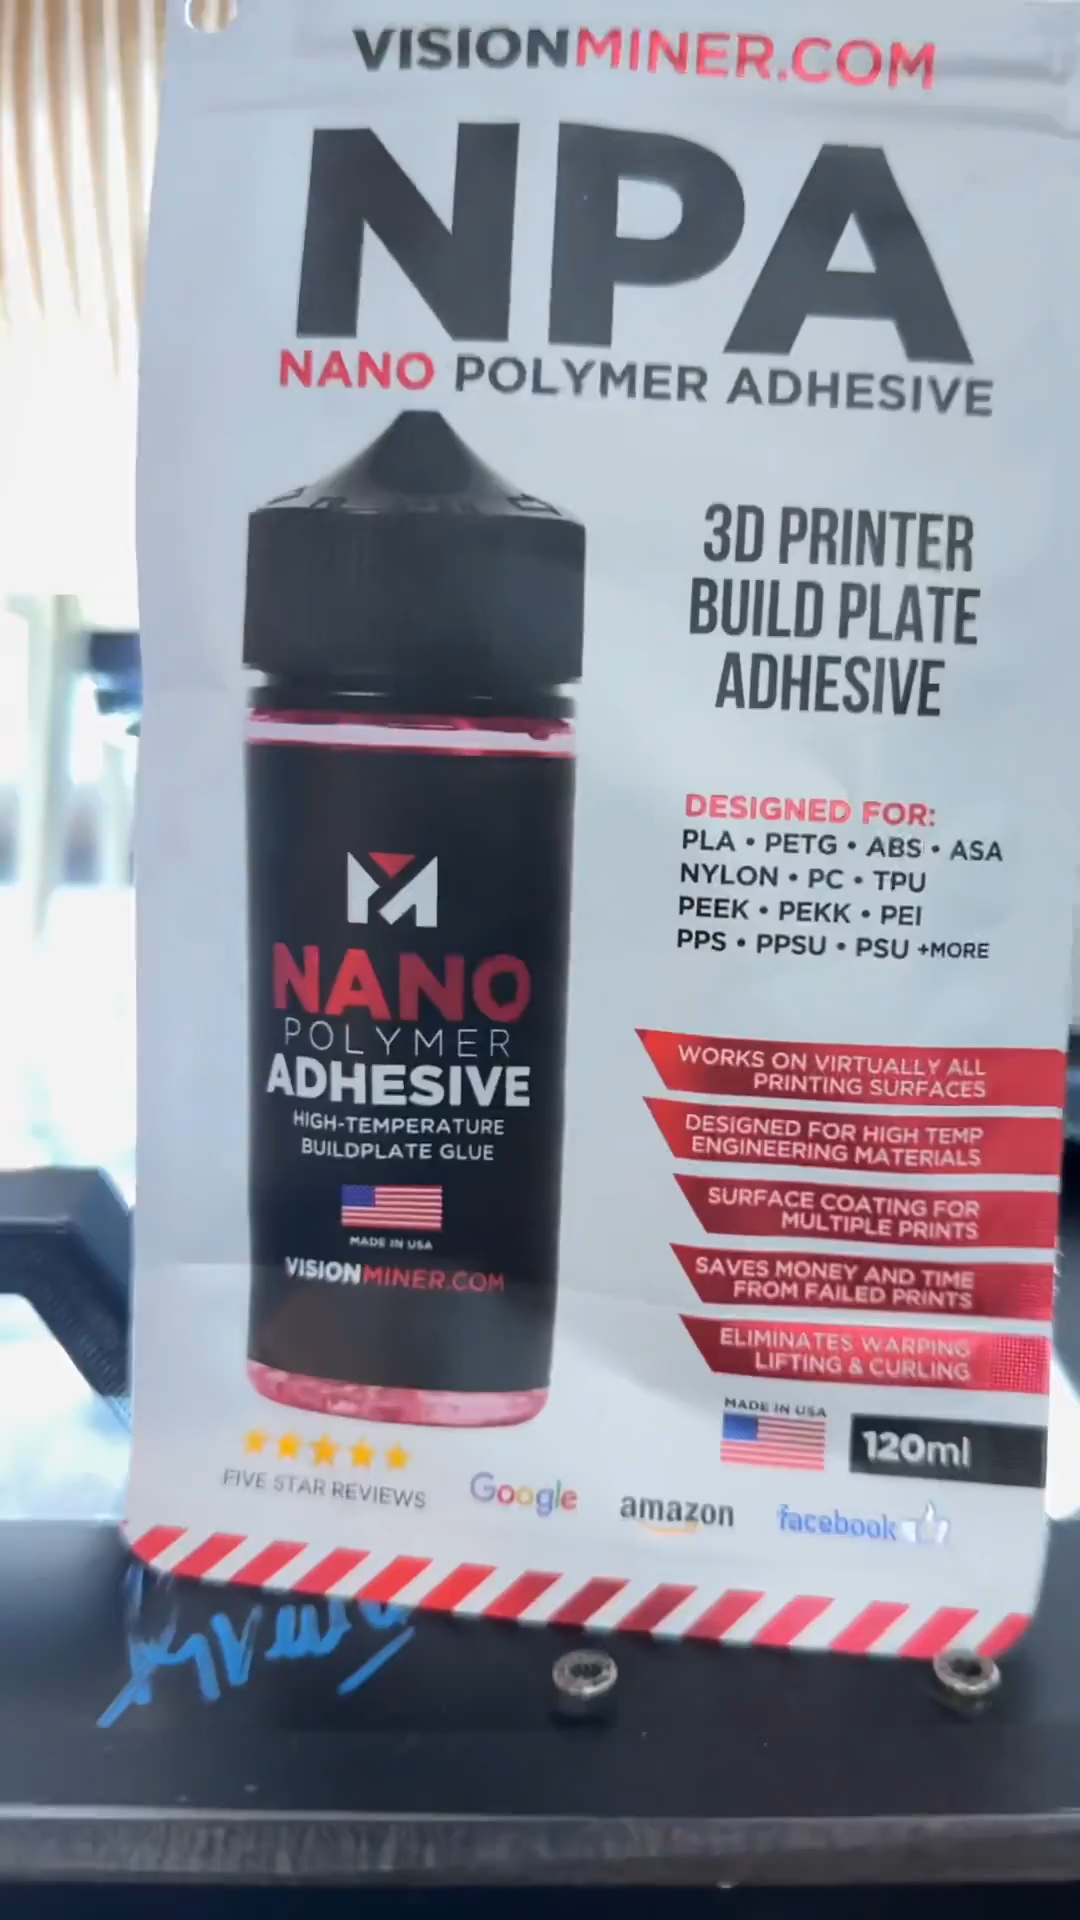 VISIONMINER.COM
NPA
NANO POLYMER ADHESIVE
3D PRINTER
BUILD PLATE
ADHESIVE
DESIGNED FOR:
PLA • PETG • ABS • ASA
NYLON • PC • TPU
PEEK • PEKK • PEI
PPS • PPSU • PSU +MORE
NANO
POLYMER
ADHESIVE
HIGH-TEMPERATURE
BUILDPLATE GLUE
MADE IN USA
VISIONMINER.COM
WORKS ON VIRTUALLY ALL
PRINTING SURFACES
DESIGNED FOR HIGH TEMP
ENGINEERING MATERIALS
SURFACE COATING FOR
MULTIPLE PRINTS
SAVES MONEY AND TIME
FROM FAILED PRINTS
ELIMINATES WARPING
LIFTING & CURLING
MADE IN USA
120ml
FIVE STAR REVIEWS
Google
amazon
facebook